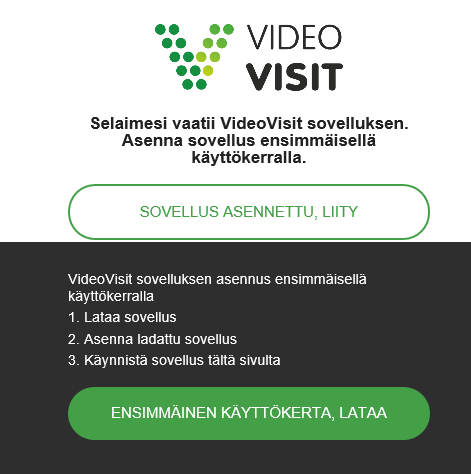 VIDEO
VISIT
Selaimesi vaatii VideoVisit sovelluksen.
Asenna sovellus ensimmäisellä
käyttökerralla.
SOVELLUS ASENNETTU, LIITY
VideoVisit sovelluksen asennus ensimmäisellä
käyttökerralla
1. Lataa sovellus
2. Asenna ladattu sovellus
3. Käynnistä sovellus tältä sivulta
ENSIMMÄINEN KÄYTTÖKERTA, LATAA